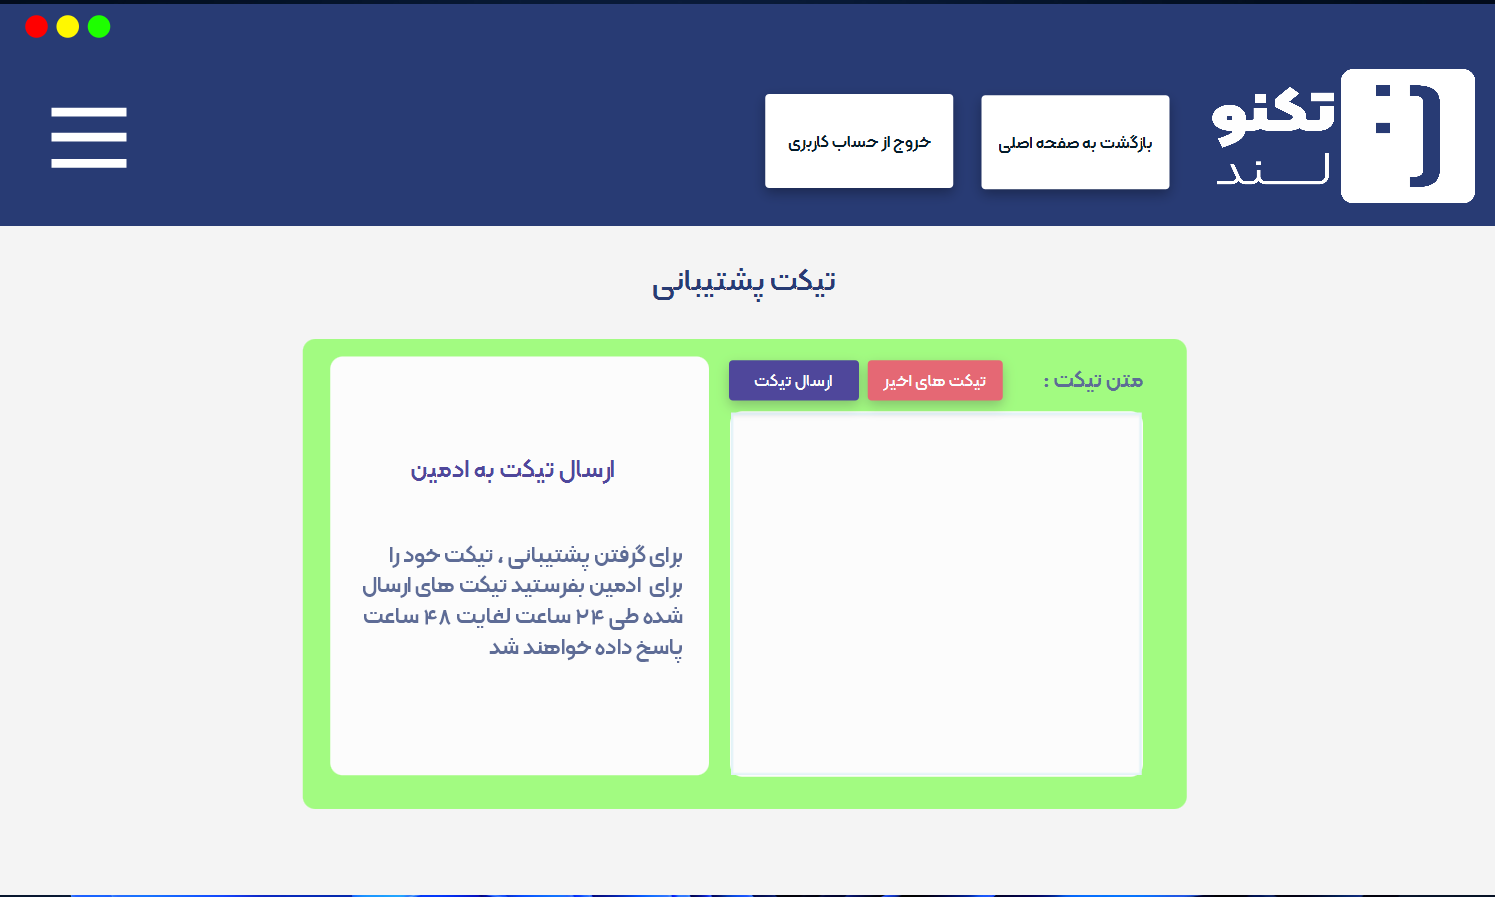 تکنو
لـــنـد
بازگشت به صفحه اصلی
خروج از حساب کاربری
تیکت پشتیبانی
متن تیکت :
تیکت های اخیر
ارسال تیکت
ارسال تیکت به ادمین
برای گرفتن پشتیبانی ، تیکت خود را
برای ادمین بفرستید تیکت های ارسال
شده طی ۲۴ ساعت لغایت ۴۸ ساعت
پاسخ داده خواهند شد